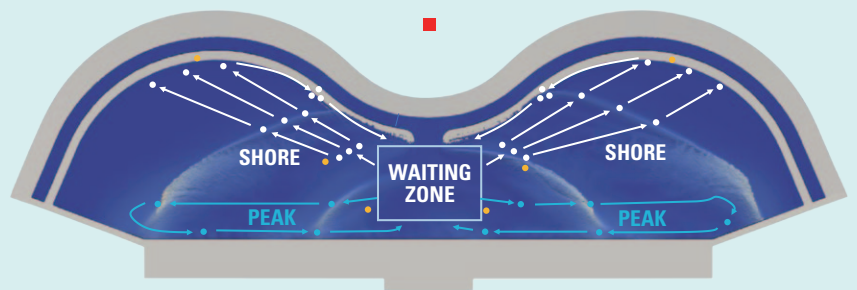 SHORE
WAITING
ZONE
SHORE
PEAK
PEAK